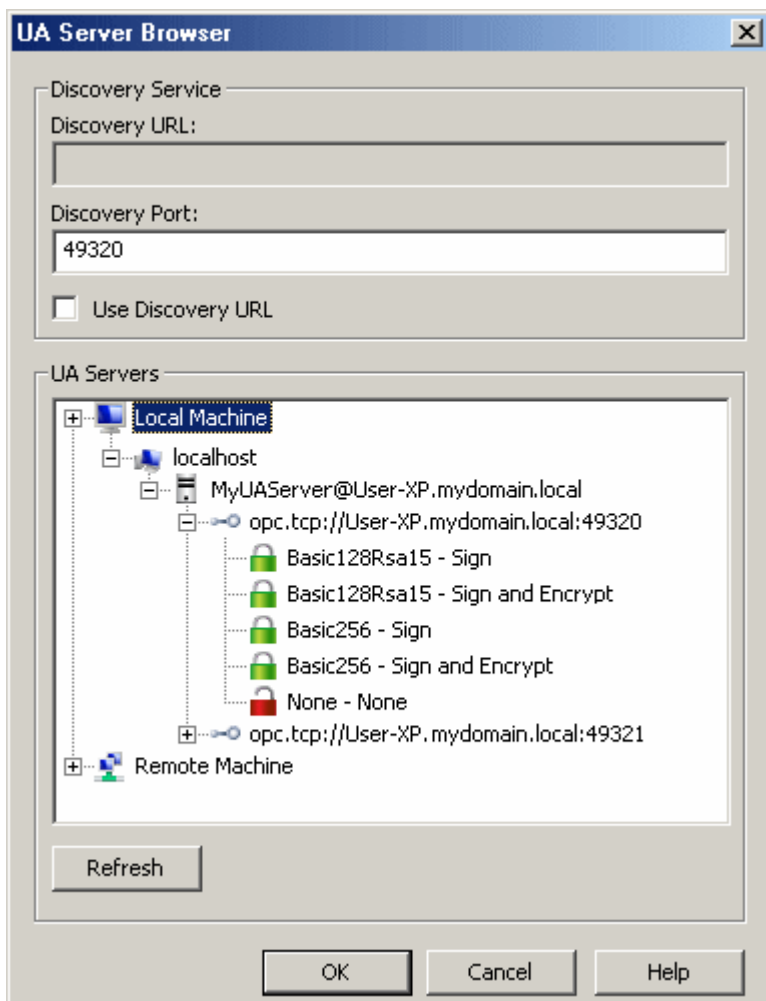 UA Server Browser
Discovery Service
Discovery URL:
Discovery Port:
49320
Use Discovery URL
UA Servers
Local Machine
localhost
MyUAServer@User-XP.mydomain.local
opc.tcp://User-XP.mydomain.local:49320
Basic128Rsa15 - Sign
Basic128Rsa15 - Sign and Encrypt
Basic256 - Sign
Basic256 - Sign and Encrypt
None - None
opc.tcp://User-XP.mydomain.local:49321
Remote Machine
Refresh
OK Cancel Help